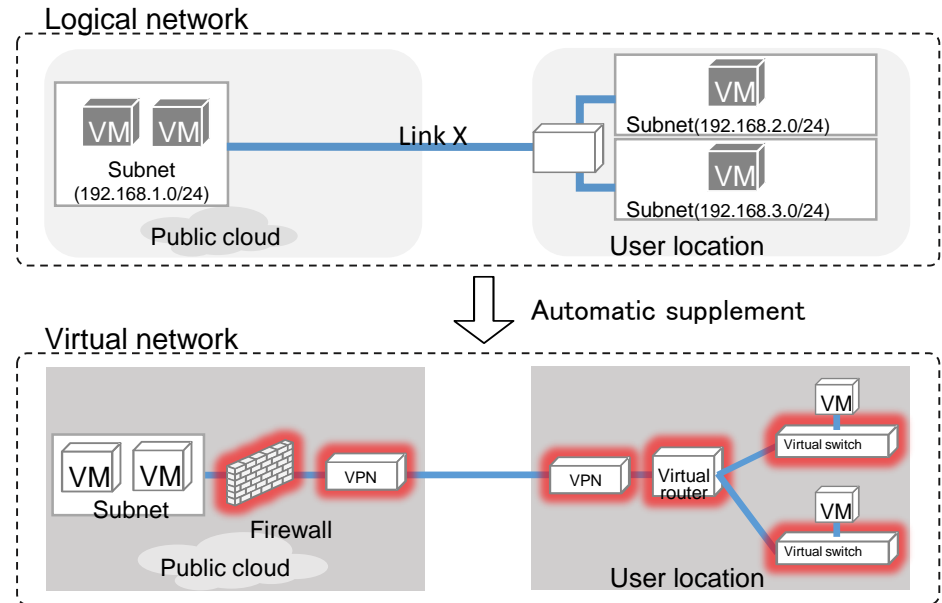 Logical network
VM VM
Subnet
(192.168.1.0/24)
Public cloud
Link X
VM
Subnet(192.168.2.0/24)
VM
Subnet(192.168.3.0/24)
User location
Automatic supplement
Virtual network
VM VM
Subnet
Firewall
VPN
Public cloud
VPN
Virtual
router
VM
Virtual switch
VM
Virtual switch
User location